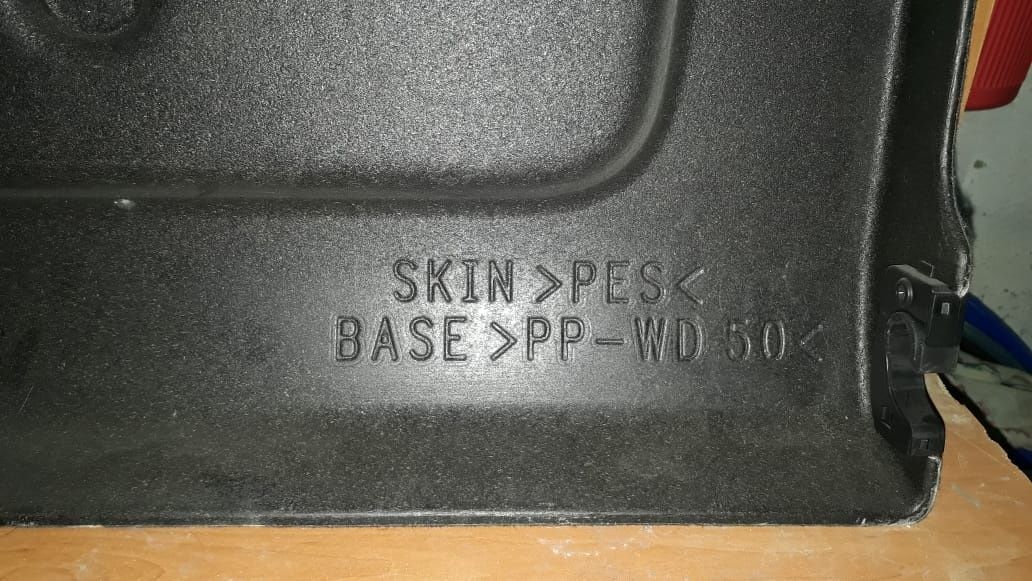 SKIN >PES<
BASE >PP-WD 50<